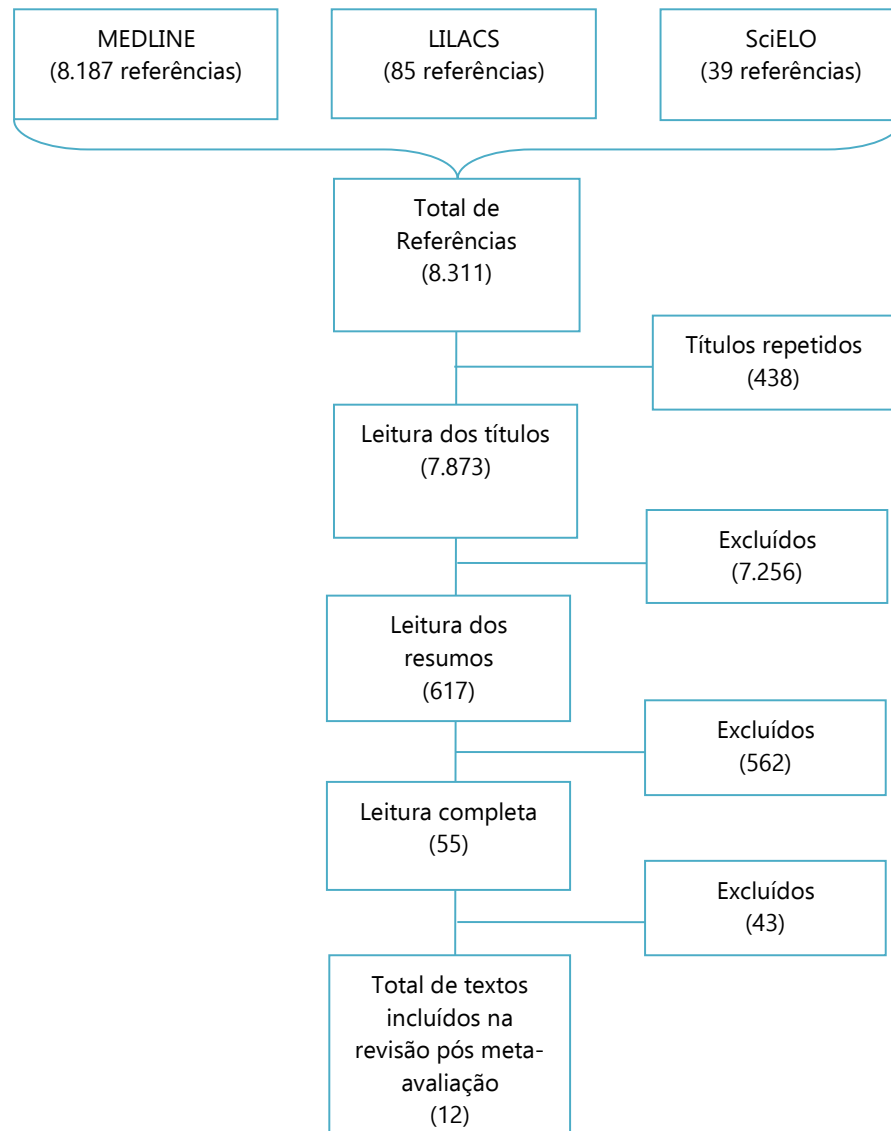 MEDLINE
(8.187 referências)
LILACS
(85 referências)
SciELO
(39 referências)
Total de
Referências
(8.311)
Títulos repetidos
(438)
Leitura dos títulos
(7.873)
Excluídos
(7.256)
Leitura dos
resumos
(617)
Excluídos
(562)
Leitura completa
(55)
Excluídos
(43)
Total de textos
incluídos na
revisão pós meta-
avaliação
(12)